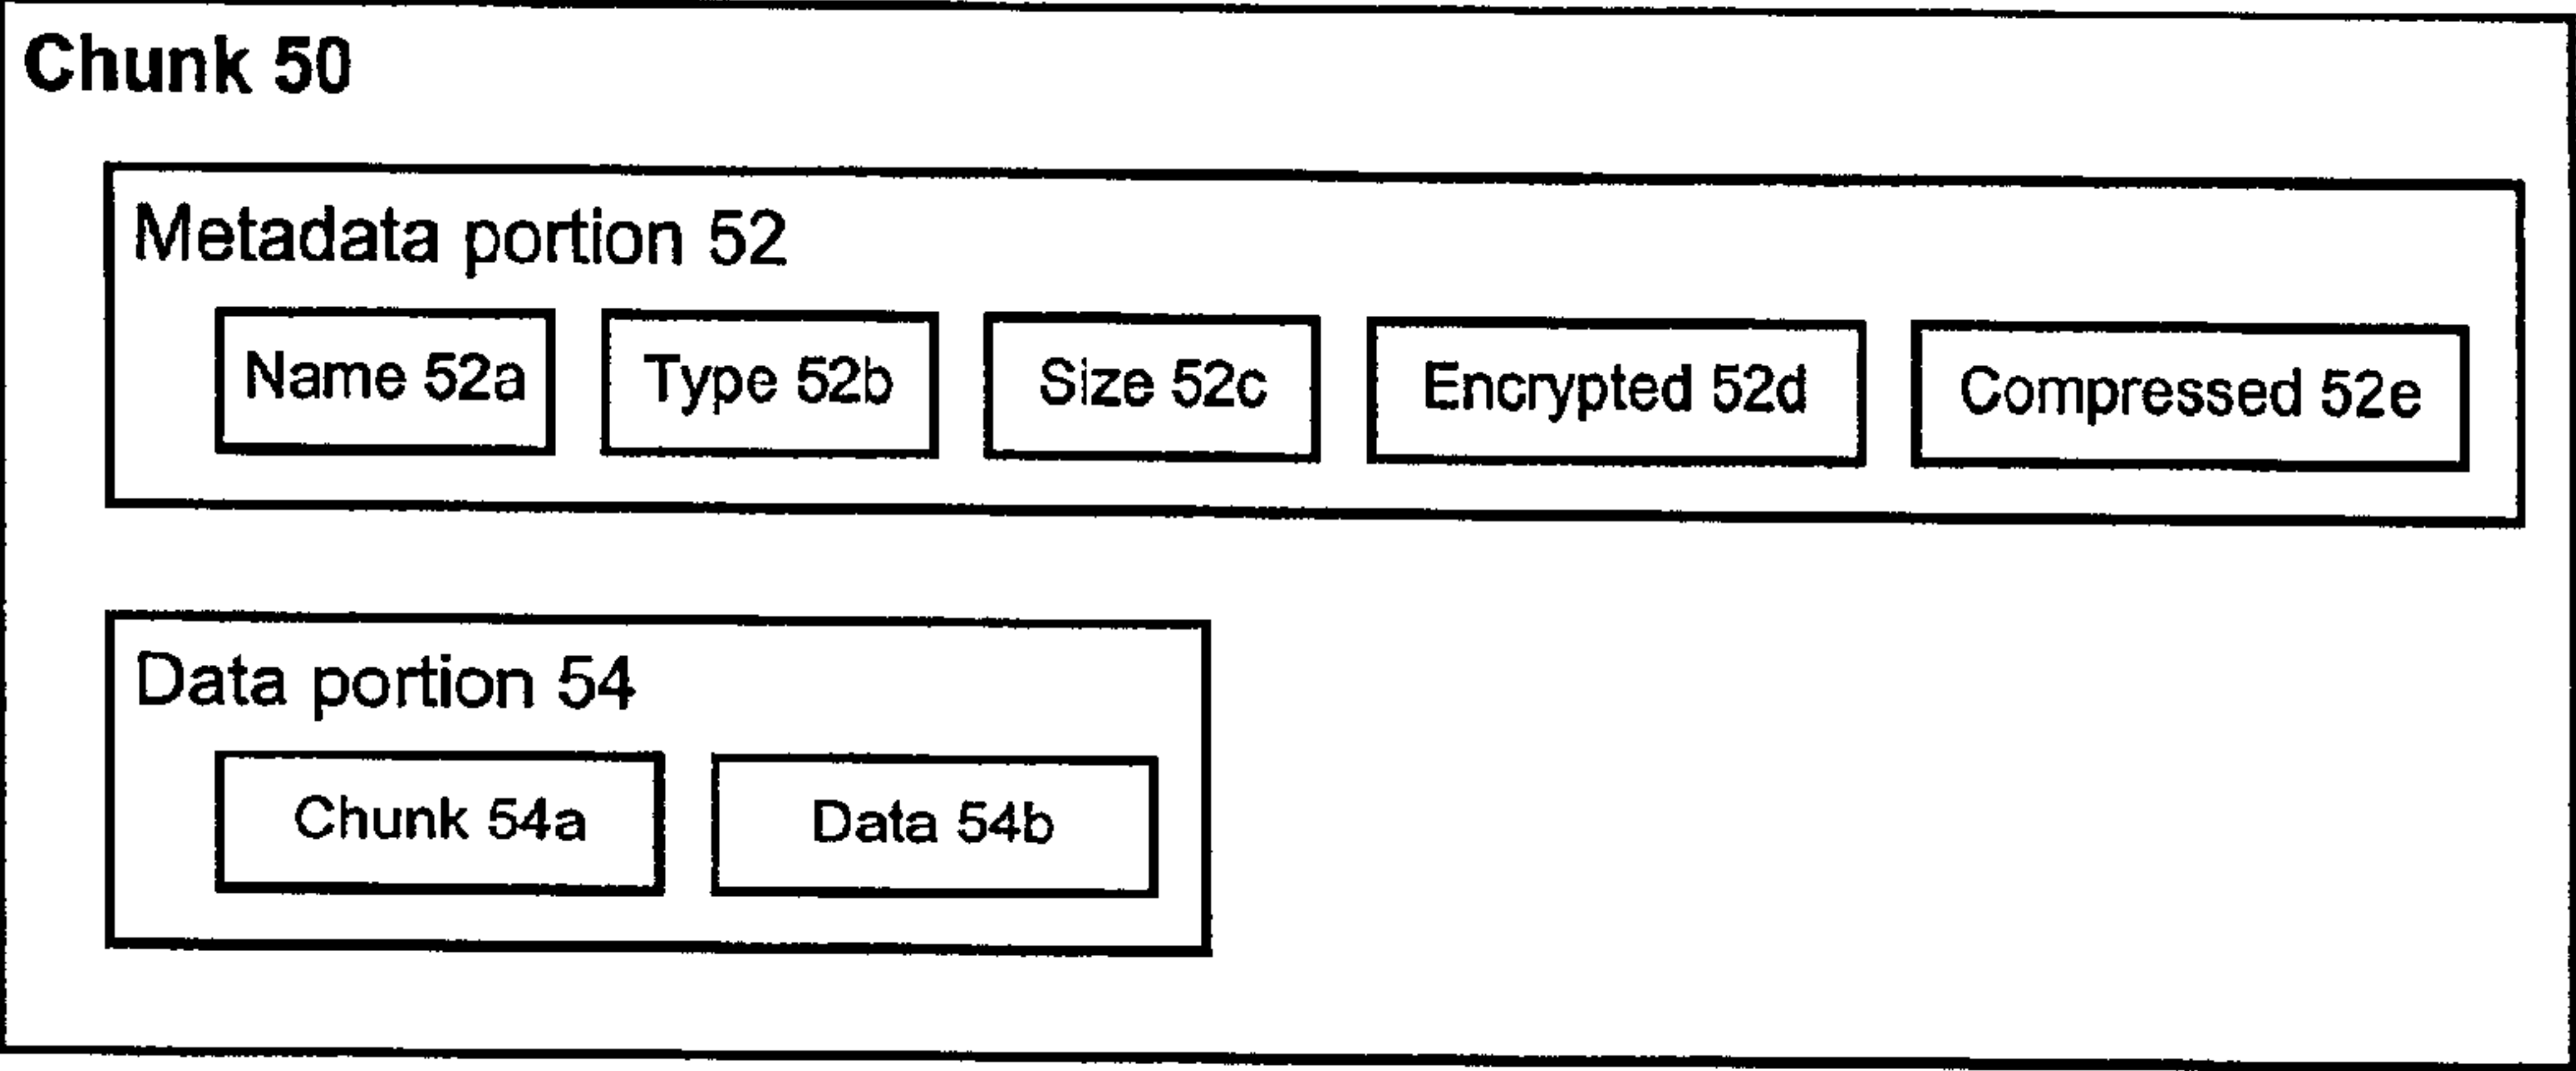 Chunk 50
Metadata portion 52
Name 52a Type 52b Size 52c Encrypted 52d Compressed 52e
Data portion 54
Chunk 54a Data 54b